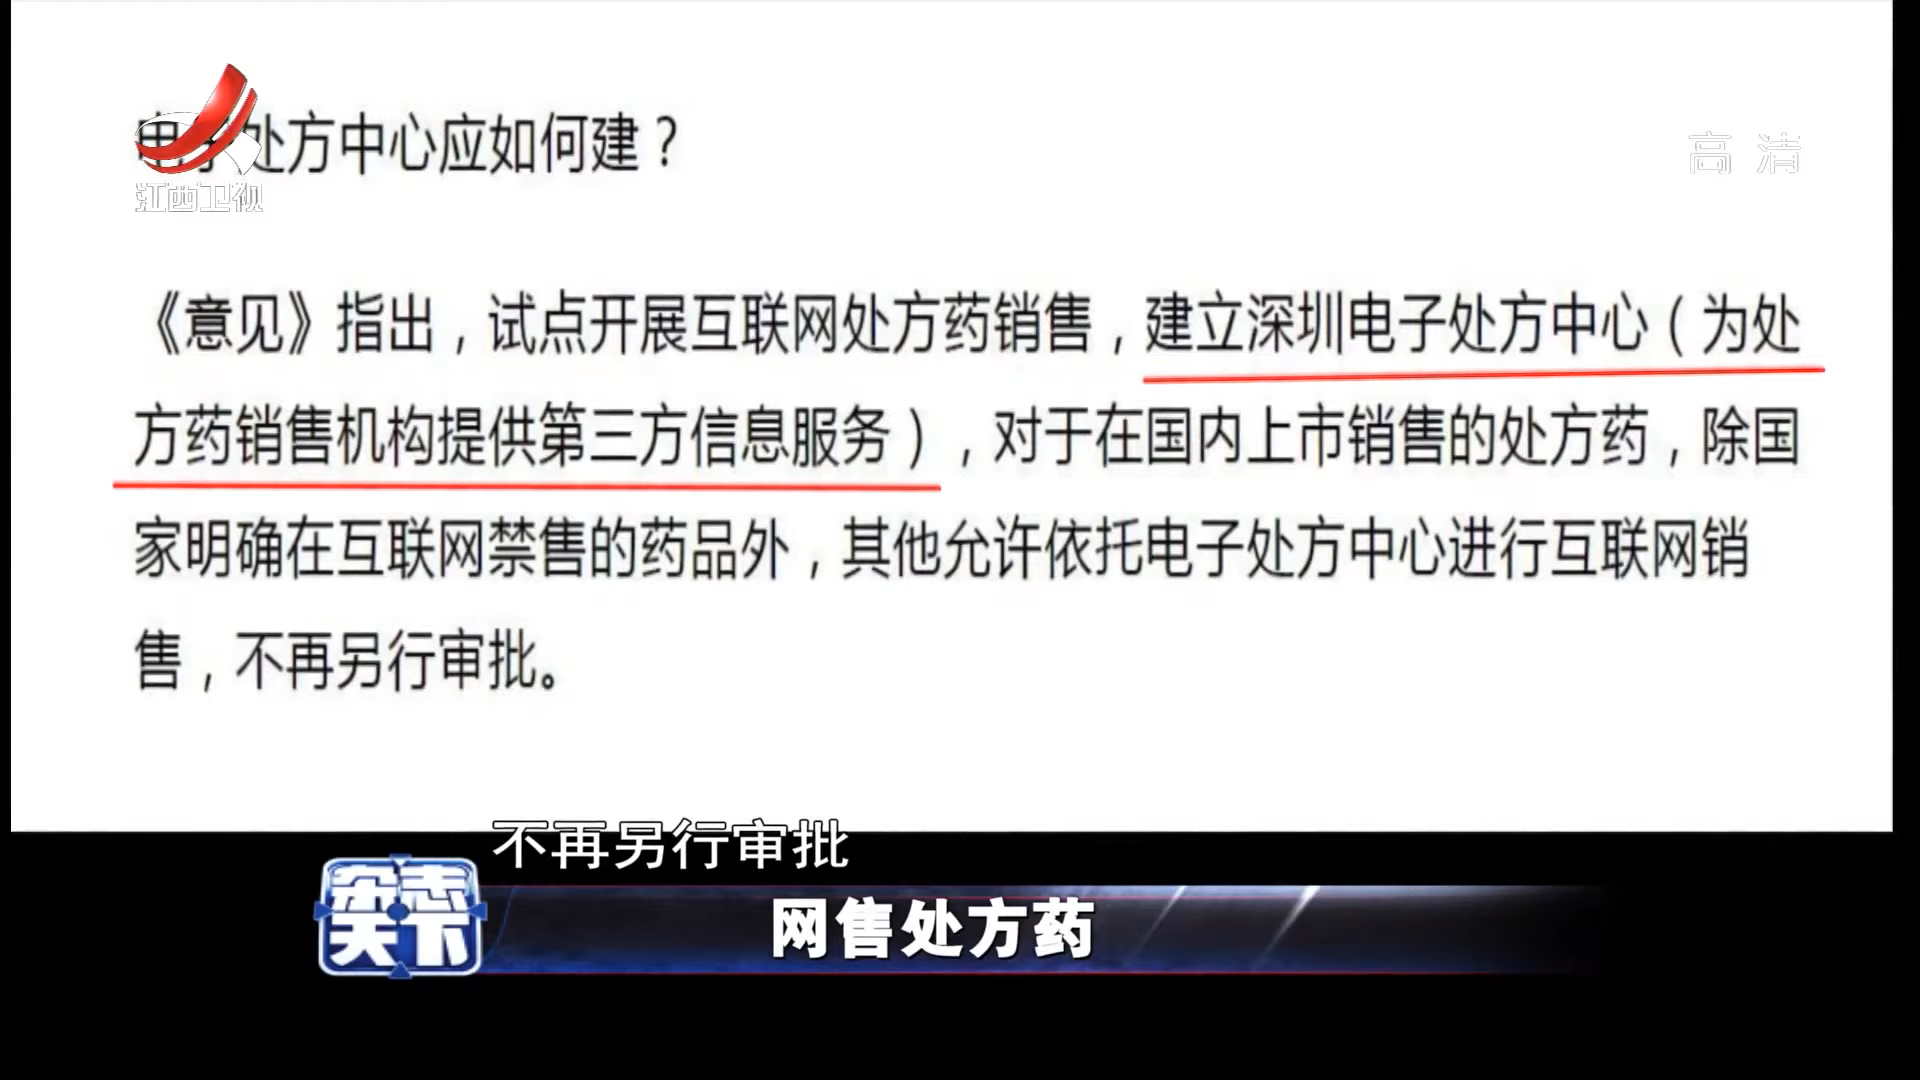 电子处方中心应如何建？
江西卫视
高清
《意见》指出，试点开展互联网处方药销售，建立深圳电子处方中心（为处
方药销售机构提供第三方信息服务），对于在国内上市销售的处方药，除国
家明确在互联网禁售的药品外，其他允许依托电子处方中心进行互联网销
售，不再另行审批。
不再另行审批
杂志
天下
网售处方药